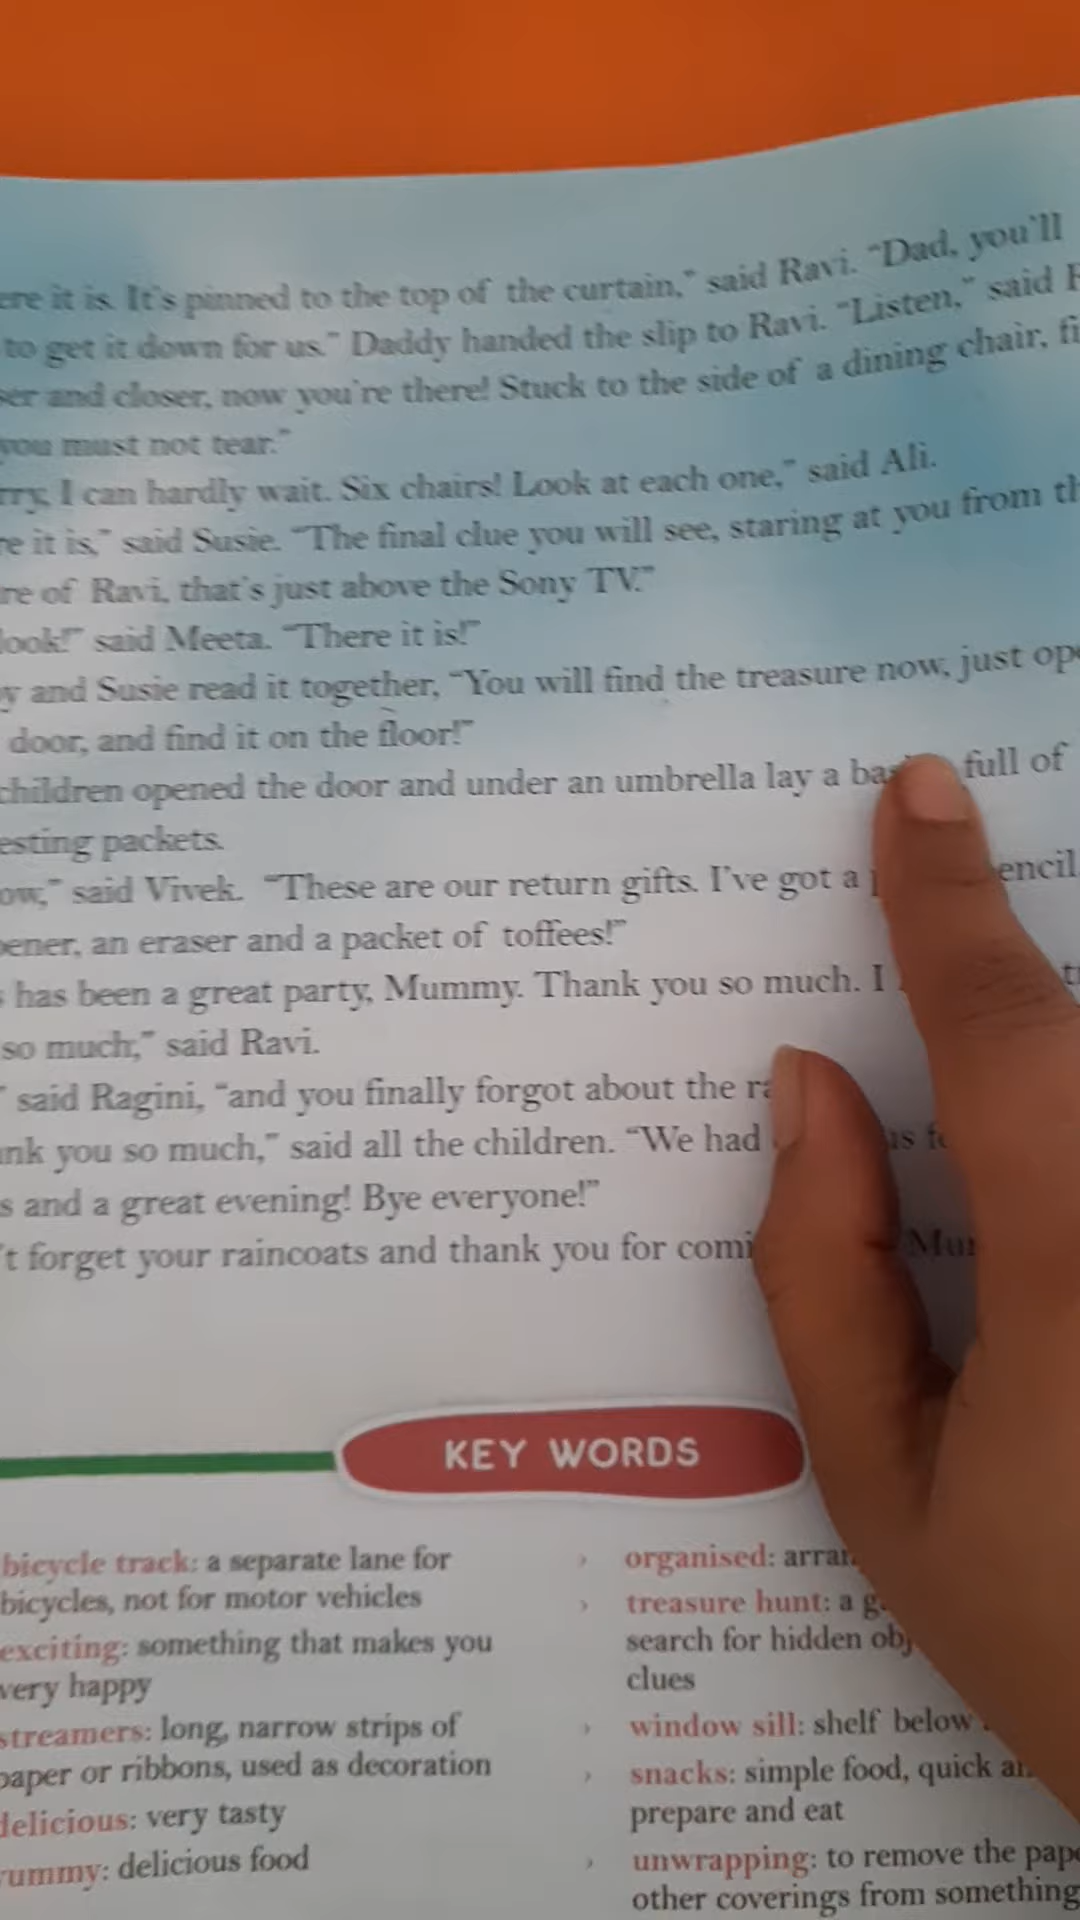 ere it is. It's pinned to the top of the curtain," said Ravi. "Dad, you'll
to get it down for us." Daddy handed the slip to Ravi. "Listen," said
ser and closer, now you're there! Stuck to the side of a dining chair, fi
you must not tear."
rry, I can hardly wait. Six chairs! Look at each one," said Ali.
re it is," said Susie. "The final clue you will see, staring at you from th
re of Ravi, that's just above the Sony TV."
look!" said Meeta. "There it is!"
y and Susie read it together, "You will find the treasure now, just ope
door, and find it on the floor!"
children opened the door and under an umbrella lay a full of
esting packets.
ow," said Vivek. "These are our return gifts. I've got a encil
pener, an eraser and a packet of toffees!"
s has been a great party, Mummy. Thank you so much. I
so much," said Ravi.
" said Ragini, "and you finally forgot about the ra
ank you so much," said all the children. "We had
s and a great evening! Bye everyone!"
't forget your raincoats and thank you for comi Mum
KEY WORDS
bicycle track: a separate lane for
bicycles, not for motor vehicles
exciting: something that makes you
very happy
streamers: long, narrow strips of
paper or ribbons, used as decoration
delicious: very tasty
yummy: delicious food
organised: arran
treasure hunt: a g
search for hidden obj
clues
window sill: shelf below
snacks: simple food, quick an
prepare and eat
unwrapping: to remove the pape
other coverings from something